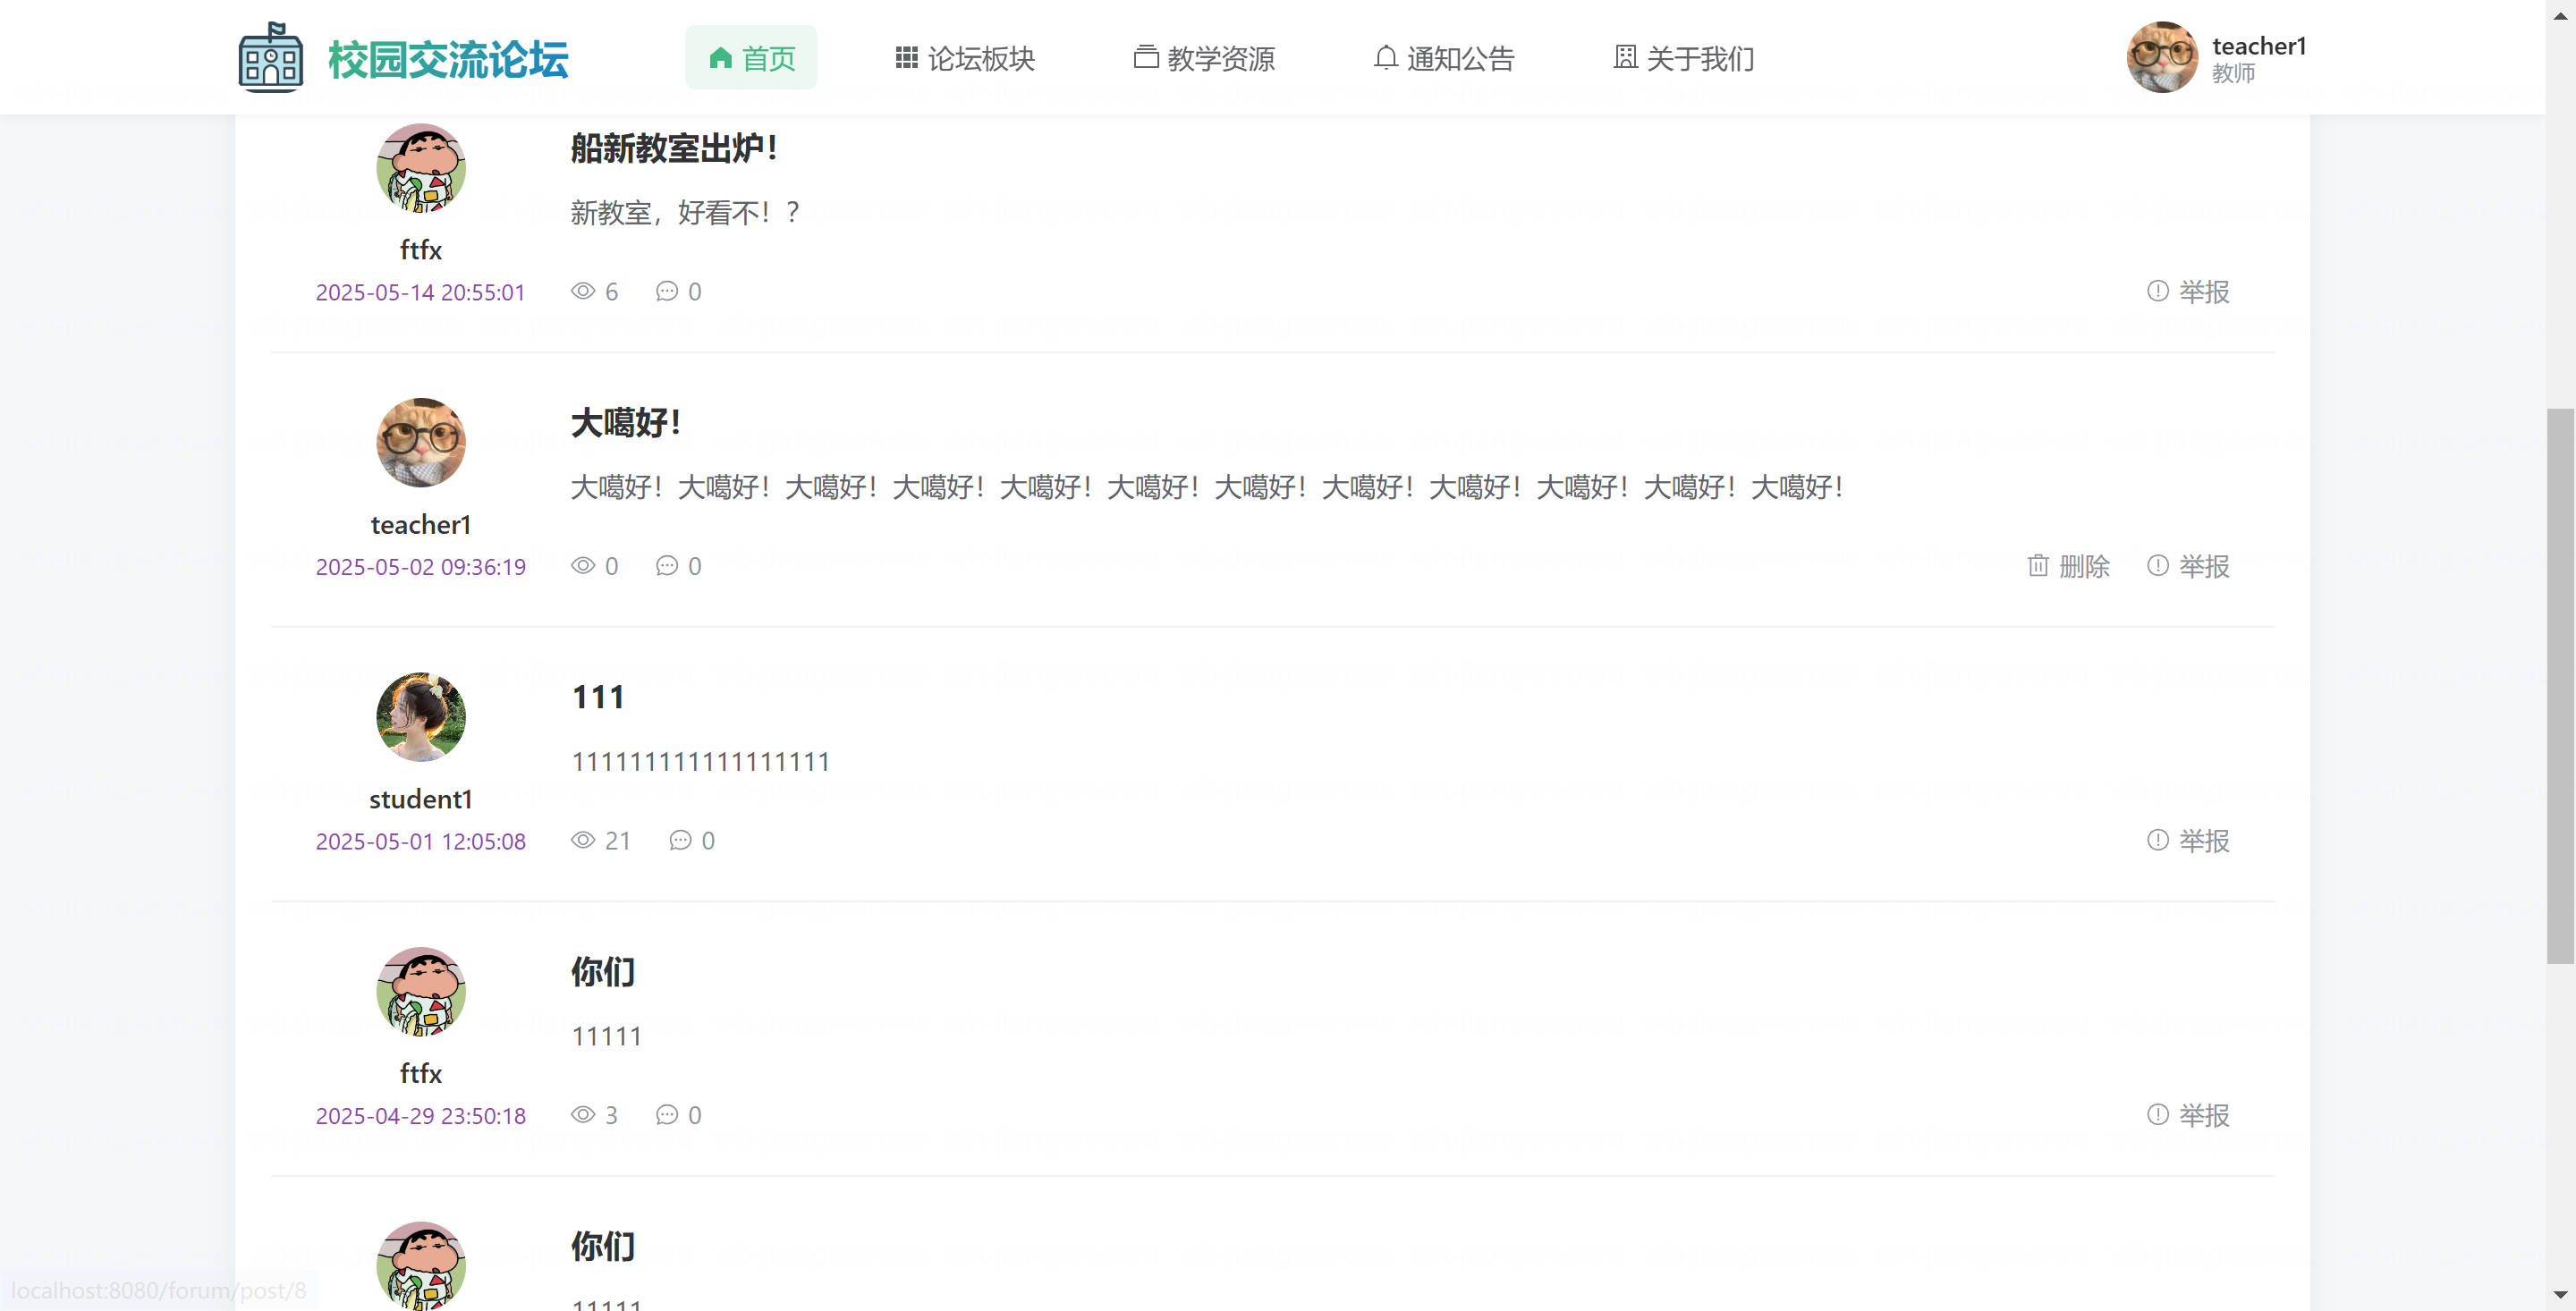 校园交流论坛
首页
论坛板块
教学资源
通知公告
关于我们
teacher1
教师
船新教室出炉！
新教室，好看不！？
ftfx
2025-05-14 20:55:01
6
0
举报
大噶好！
大噶好！大噶好！大噶好！大噶好！大噶好！大噶好！大噶好！大噶好！大噶好！大噶好！大噶好！大噶好！
teacher1
2025-05-02 09:36:19
0
0
删除
举报
111
111111111111111111
student1
2025-05-01 12:05:08
21
0
举报
你们
11111
ftfx
2025-04-29 23:50:18
3
0
举报
你们
11111
localhost:8080/forum/post/8